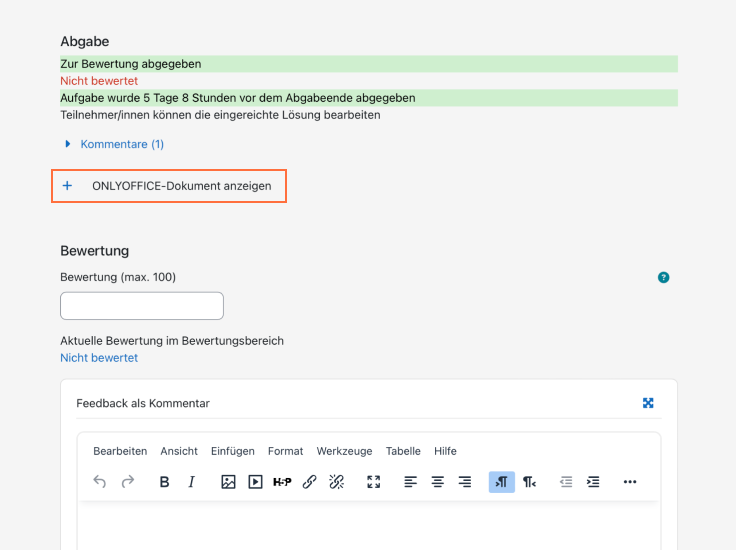 Abgabe
Zur Bewertung abgegeben
Nicht bewertet
Aufgabe wurde 5 Tage 8 Stunden vor dem Abgabeende abgegeben
Teilnehmer/innen können die eingereichte Lösung bearbeiten
Kommentare (1)
ONLYOFFICE-Dokument anzeigen
Bewertung
Bewertung (max. 100)
Aktuelle Bewertung im Bewertungsbereich
Nicht bewertet
Feedback als Kommentar
Bearbeiten Ansicht Einfügen Format Werkzeuge Tabelle Hilfe
B I H-P